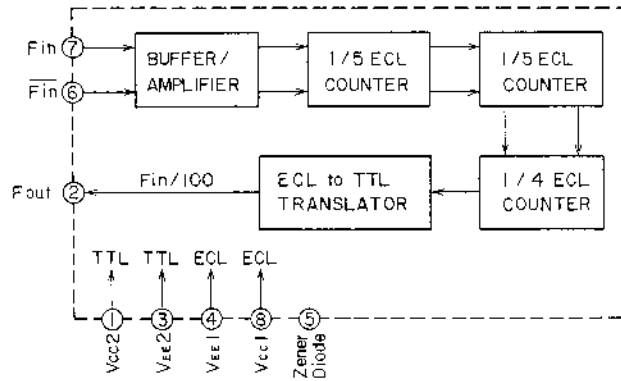 Fin ⑦
BUFFER/
AMPLIFIER
1/5 ECL
COUNTER
1/5 ECL
COUNTER
F̅i̅n̅ ⑥
Fout ②
Fin/100
ECL to TTL
TRANSLATOR
1/4 ECL
COUNTER
TTL TTL ECL ECL
① ③ ④ ⑧ ⑤
VCC2
VEE2
VEE1
VCC1
Zener
Diode